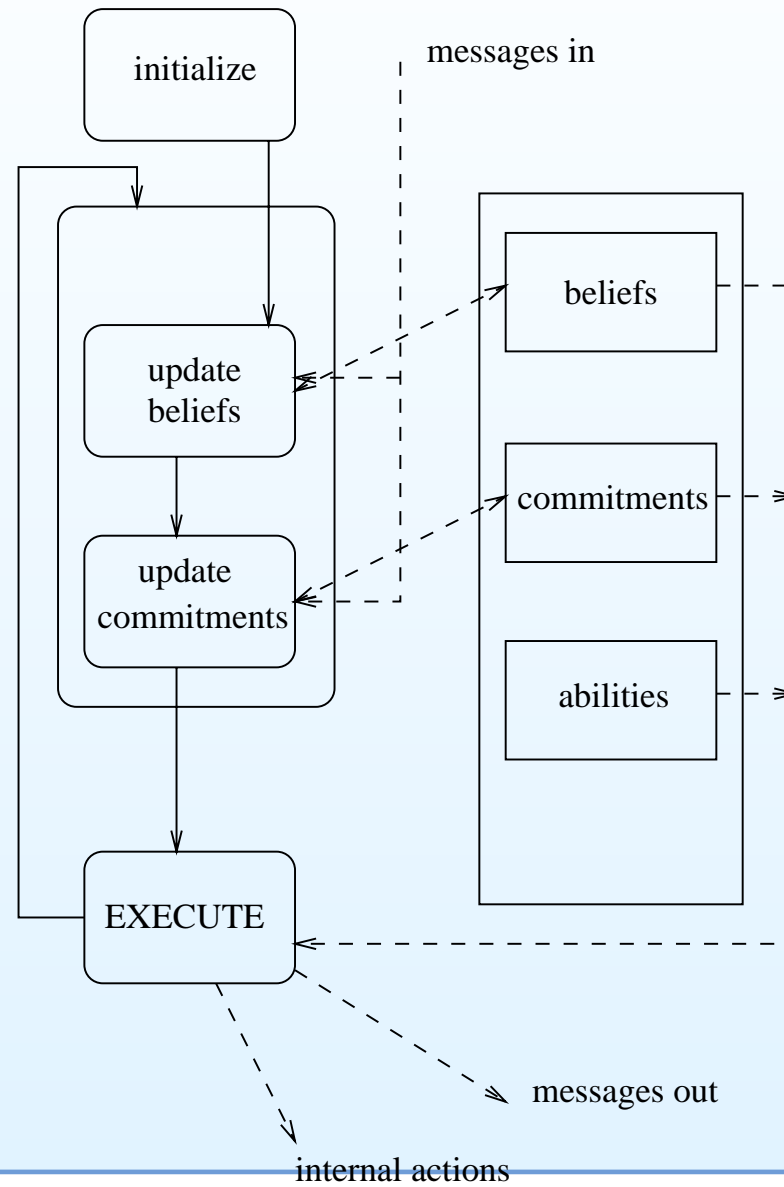 initialize
messages in
update
beliefs
update
commitments
beliefs
commitments
abilities
EXECUTE
messages out
internal actions